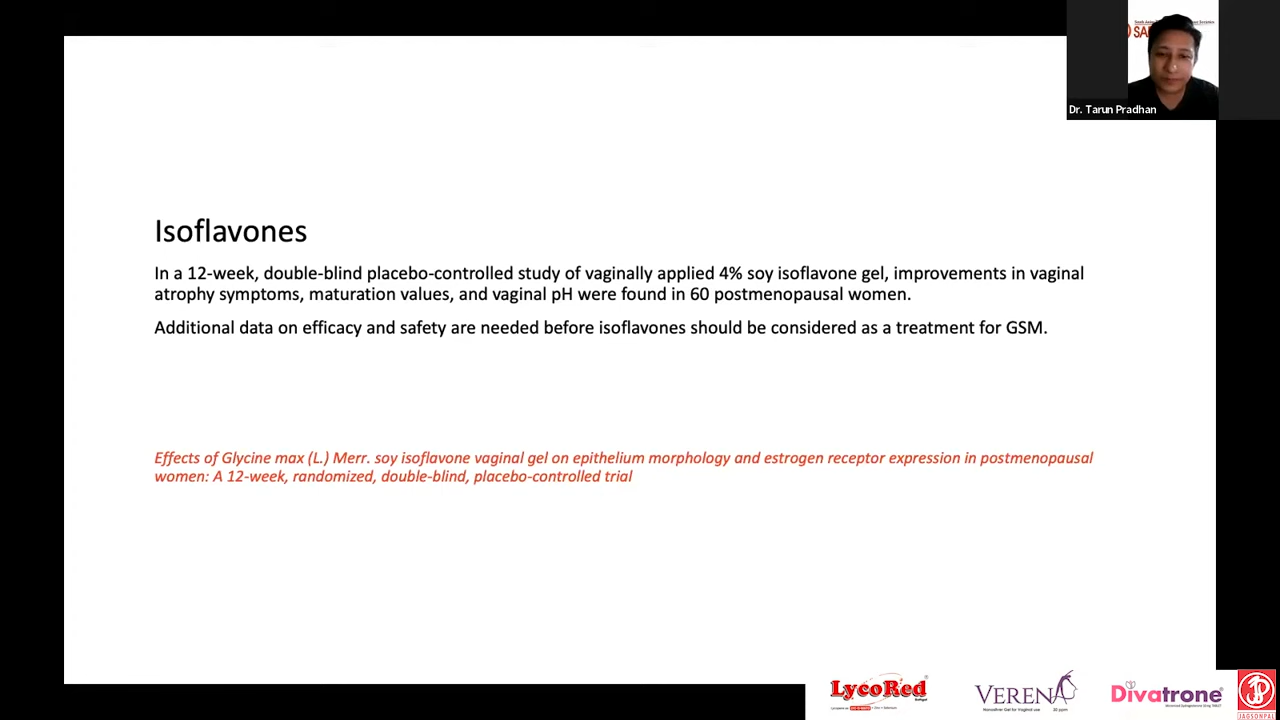 SA
Dr. Tarun Pradhan
Isoflavones
In a 12-week, double-blind placebo-controlled study of vaginally applied 4% soy isoflavone gel, improvements in vaginal
atrophy symptoms, maturation values, and vaginal pH were found in 60 postmenopausal women.
Additional data on efficacy and safety are needed before isoflavones should be considered as a treatment for GSM.
Effects of Glycine max (L.) Merr. soy isoflavone vaginal gel on epithelium morphology and estrogen receptor expression in postmenopausal
women: A 12-week, randomized, double-blind, placebo-controlled trial
LycoRed
VERENA
Divatrone
JAGSONPAL